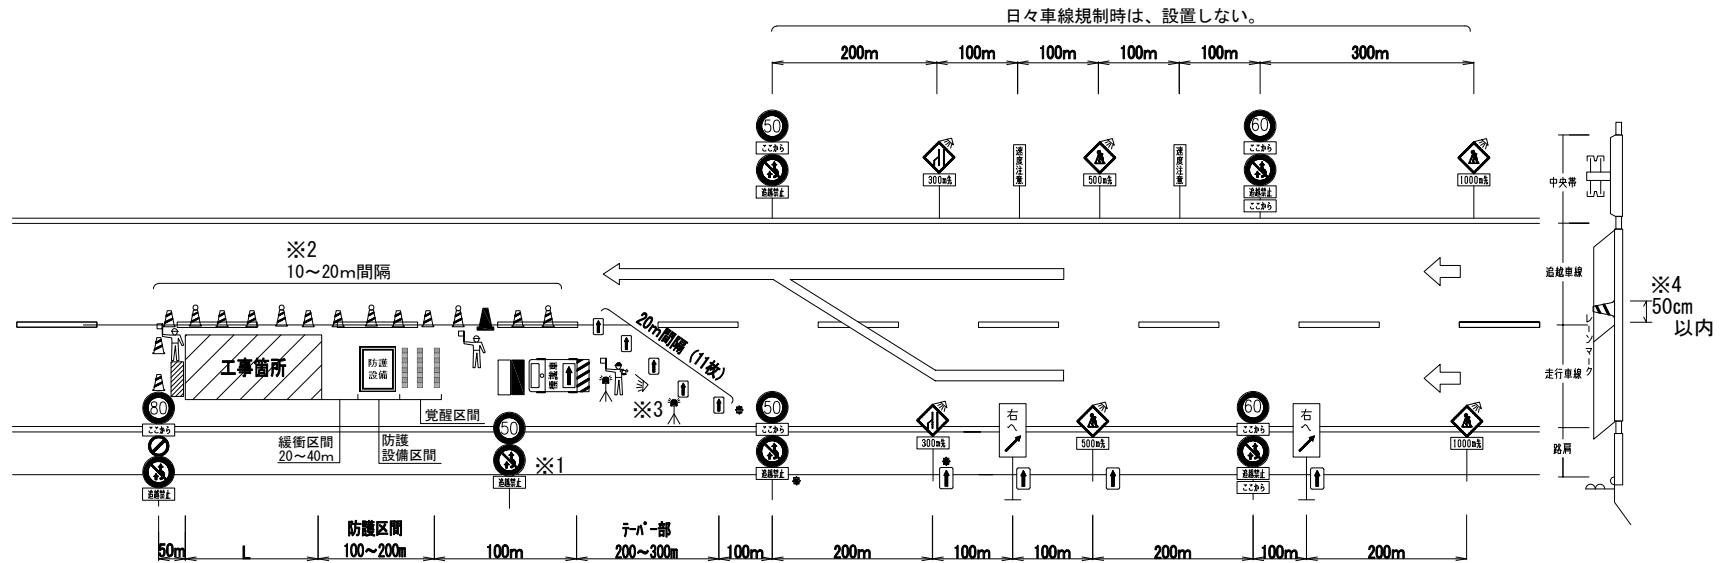 日々車線規制時は、設置しない。
200m 100m 100m 100m 100m 300m
50 ここから 追越禁止
300m先
速度注意
500m先
速度注意
60 ここから 追越禁止 ここから
1000m先
中央帯
追越車線
レーンマーク
走行車線
路肩
※4
50cm
以内
※2
10~20m間隔
20m間隔(11枚)
工事箇所
防護
設備
標識車
※3
覚醒区間
緩衝区間
20~40m
防護
設備区間
80 ここから 追越禁止
50 追越禁止
※1
50 ここから 追越禁止
300m先
右へ
500m先
60 ここから 追越禁止 ここから
右へ
1000m先
防護区間
テーパー部
50m L 100~200m 100m 200~300m 100m 200m 100m 100m 200m 100m 200m